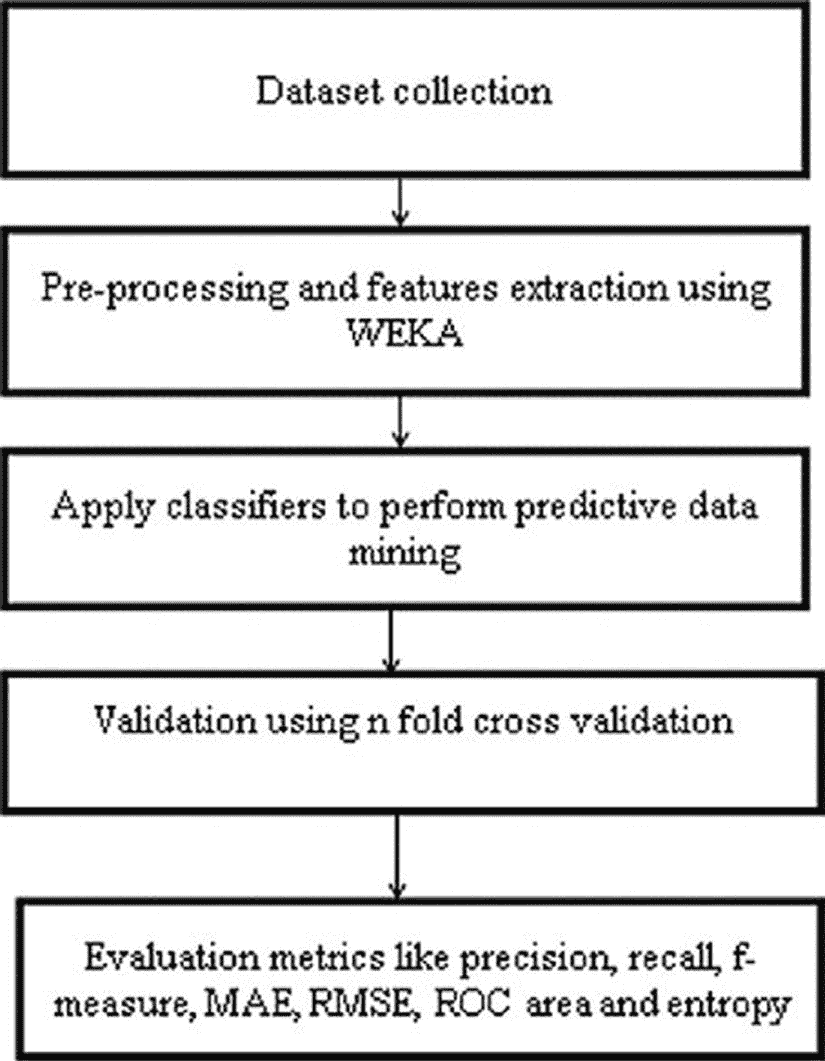 Dataset collection
Pre-processing and features extraction using
WEKA
Apply classifiers to perform predictive data
mining
Validation using n fold cross validation
Evaluation metrics like precision, recall, f-
measure, MAE, RMSE, ROC area and entropy